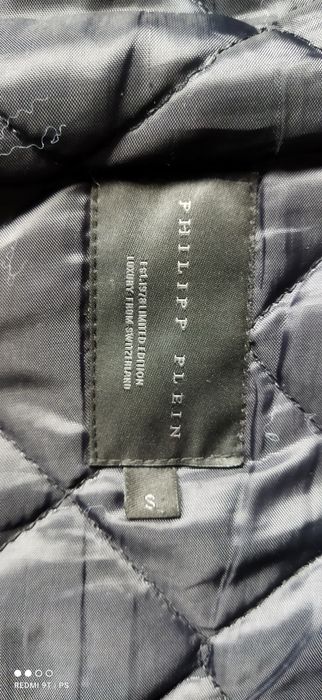 PHILIPP PLEIN
EST.1978 LIMITED EDITION
LUXURY. FROM SWITZERLAND
S
REDMI 9T / PS